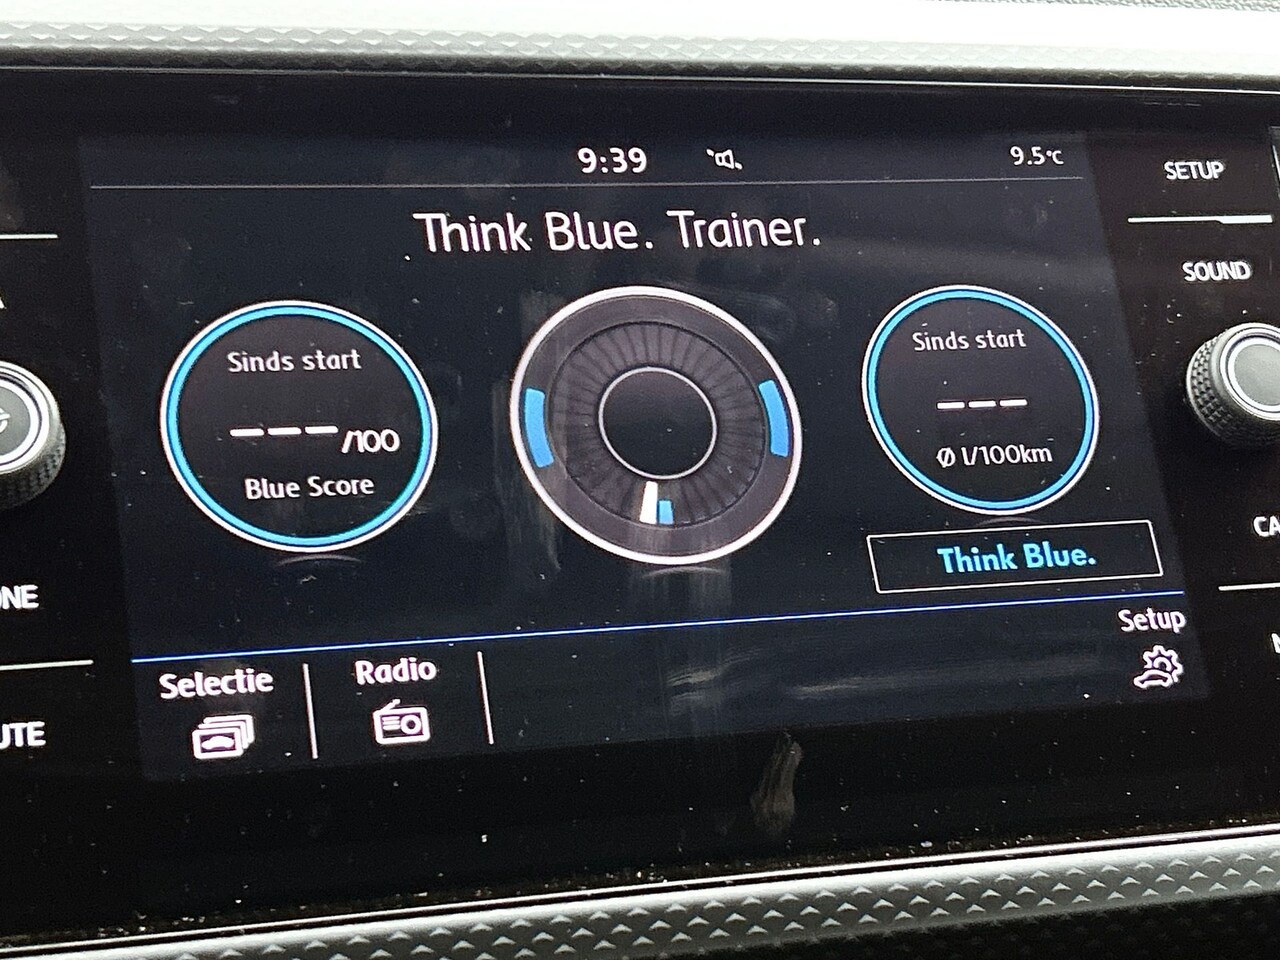 9:39
9.5°C
SETUP
Think Blue. Trainer.
SOUND
Sinds start
---/100
Blue Score
Sinds start
---
Ø l/100km
Think Blue.
Setup
Selectie
Radio